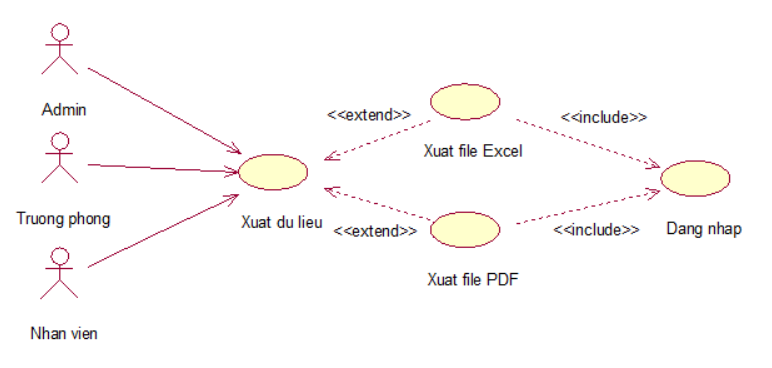 Admin
Truong phong
Nhan vien
Xuat du lieu
<<extend>>
<<extend>>
Xuat file Excel
Xuat file PDF
<<include>>
<<include>>
Dang nhap